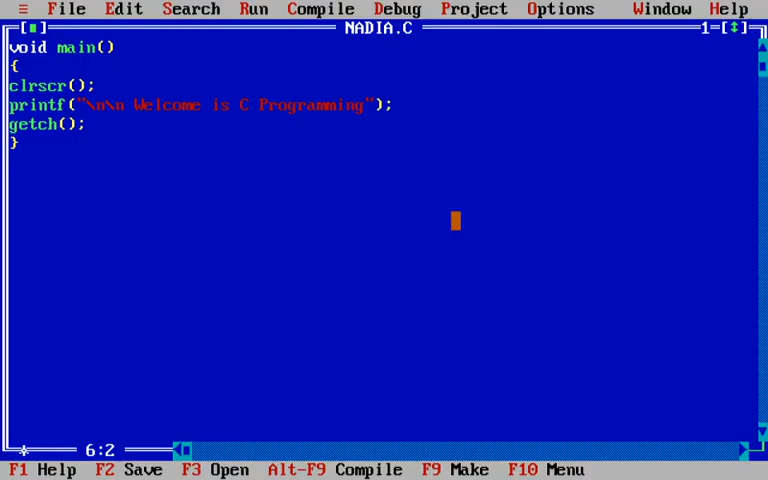 ≡ File Edit Search Run Compile Debug Project Options Window Help
[■] NADIA.C 1=[↕]
void main()
{
clrscr();
printf("\n\n Welcome is C Programming");
getch();
}
6:2
F1 Help F2 Save F3 Open Alt-F9 Compile F9 Make F10 Menu